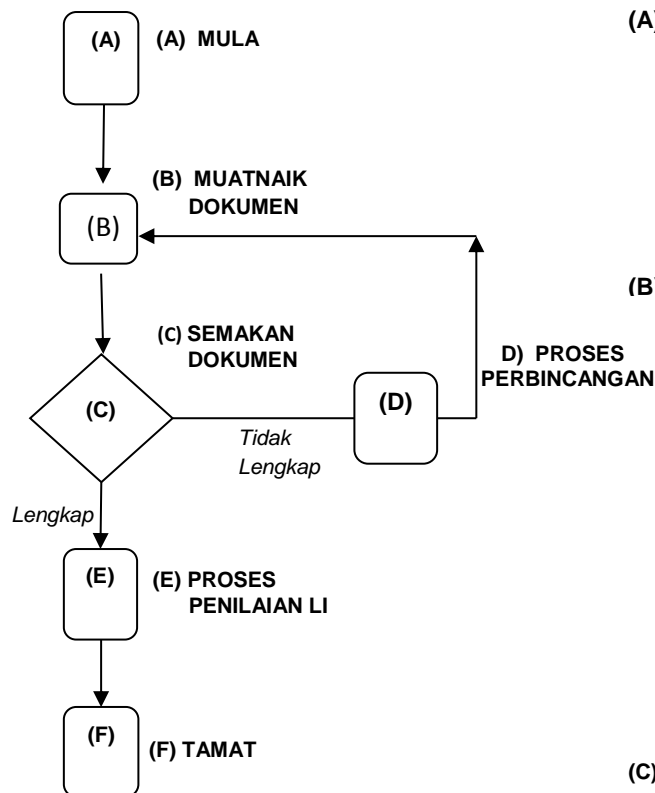 (A)
(A) MULA
(A)
(B) MUATNAIK
DOKUMEN
(B)
(B)
(C) SEMAKAN
DOKUMEN
D) PROSES
PERBINCANGAN
(C)
(D)
Tidak
Lengkap
Lengkap
(E)
(E) PROSES
PENILAIAN LI
(F)
(F) TAMAT
(C)